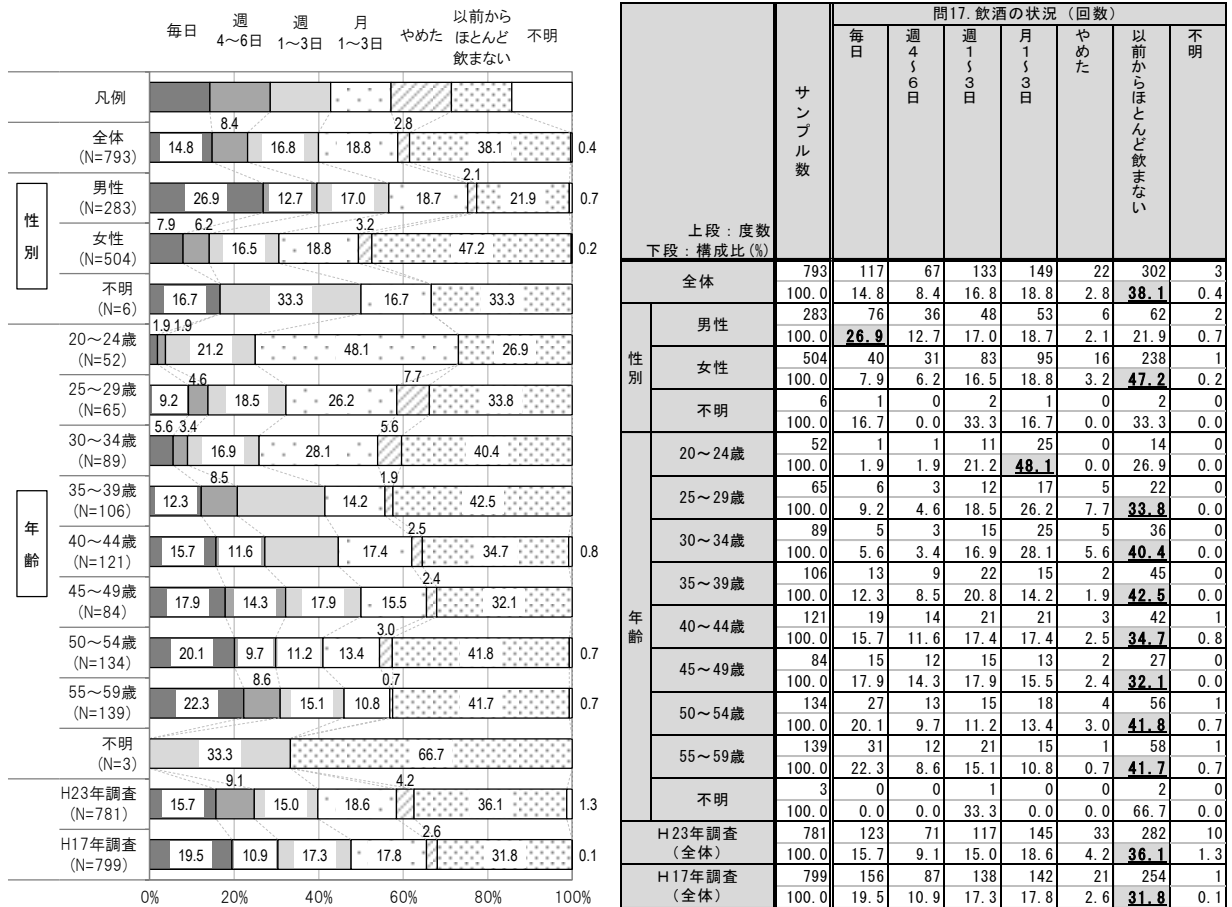 毎日 週4～6日 週1～3日 月1～3日 やめた 以前からほとんど飲まない 不明
凡例
8.4 2.8
全体
(N=793)
14.8 16.8 18.8 38.1 0.4
2.1
男性
(N=283)
26.9 12.7 17.0 18.7 21.9 0.7
7.9 6.2 3.2
女性
(N=504)
16.5 18.8 47.2 0.2
不明
(N=6)
16.7 33.3 16.7 33.3
性別
1.9 1.9
20～24歳
(N=52)
21.2 48.1 26.9
4.6 7.7
25～29歳
(N=65)
9.2 18.5 26.2 33.8
5.6 3.4 5.6
30～34歳
(N=89)
16.9 28.1 40.4
8.5 1.9
35～39歳
(N=106)
12.3 14.2 42.5
2.5
40～44歳
(N=121)
15.7 11.6 17.4 34.7 0.8
2.4
45～49歳
(N=84)
17.9 14.3 17.9 15.5 32.1
3.0
50～54歳
(N=134)
20.1 9.7 11.2 13.4 41.8 0.7
8.6 0.7
55～59歳
(N=139)
22.3 15.1 10.8 41.7 0.7
不明
(N=3)
33.3 66.7
年齢
9.1 4.2
H23年調査
(N=781)
15.7 15.0 18.6 36.1 1.3
2.6
H17年調査
(N=799)
19.5 10.9 17.3 17.8 31.8 0.1
0% 20% 40% 60% 80% 100%
問17.飲酒の状況（回数）
サンプル数 毎日 週4～6日 週1～3日 月1～3日 やめた 以前からほとんど飲まない 不明
上段：度数
下段：構成比(%)
全体 793 117 67 133 149 22 302 3
100.0 14.8 8.4 16.8 18.8 2.8 38.1 0.4
性別
男性 283 76 36 48 53 6 62 2
100.0 26.9 12.7 17.0 18.7 2.1 21.9 0.7
女性 504 40 31 83 95 16 238 1
100.0 7.9 6.2 16.5 18.8 3.2 47.2 0.2
不明 6 1 0 2 1 0 2 0
100.0 16.7 0.0 33.3 16.7 0.0 33.3 0.0
年齢
20～24歳 52 1 1 11 25 0 14 0
100.0 1.9 1.9 21.2 48.1 0.0 26.9 0.0
25～29歳 65 6 3 12 17 5 22 0
100.0 9.2 4.6 18.5 26.2 7.7 33.8 0.0
30～34歳 89 5 3 15 25 5 36 0
100.0 5.6 3.4 16.9 28.1 5.6 40.4 0.0
35～39歳 106 13 9 22 15 2 45 0
100.0 12.3 8.5 20.8 14.2 1.9 42.5 0.0
40～44歳 121 19 14 21 21 3 42 1
100.0 15.7 11.6 17.4 17.4 2.5 34.7 0.8
45～49歳 84 15 12 15 13 2 27 0
100.0 17.9 14.3 17.9 15.5 2.4 32.1 0.0
50～54歳 134 27 13 15 18 4 56 1
100.0 20.1 9.7 11.2 13.4 3.0 41.8 0.7
55～59歳 139 31 12 21 15 1 58 1
100.0 22.3 8.6 15.1 10.8 0.7 41.7 0.7
不明 3 0 0 1 0 0 2 0
100.0 0.0 0.0 33.3 0.0 0.0 66.7 0.0
H23年調査 781 123 71 117 145 33 282 10
（全体） 100.0 15.7 9.1 15.0 18.6 4.2 36.1 1.3
H17年調査 799 156 87 138 142 21 254 1
（全体） 100.0 19.5 10.9 17.3 17.8 2.6 31.8 0.1